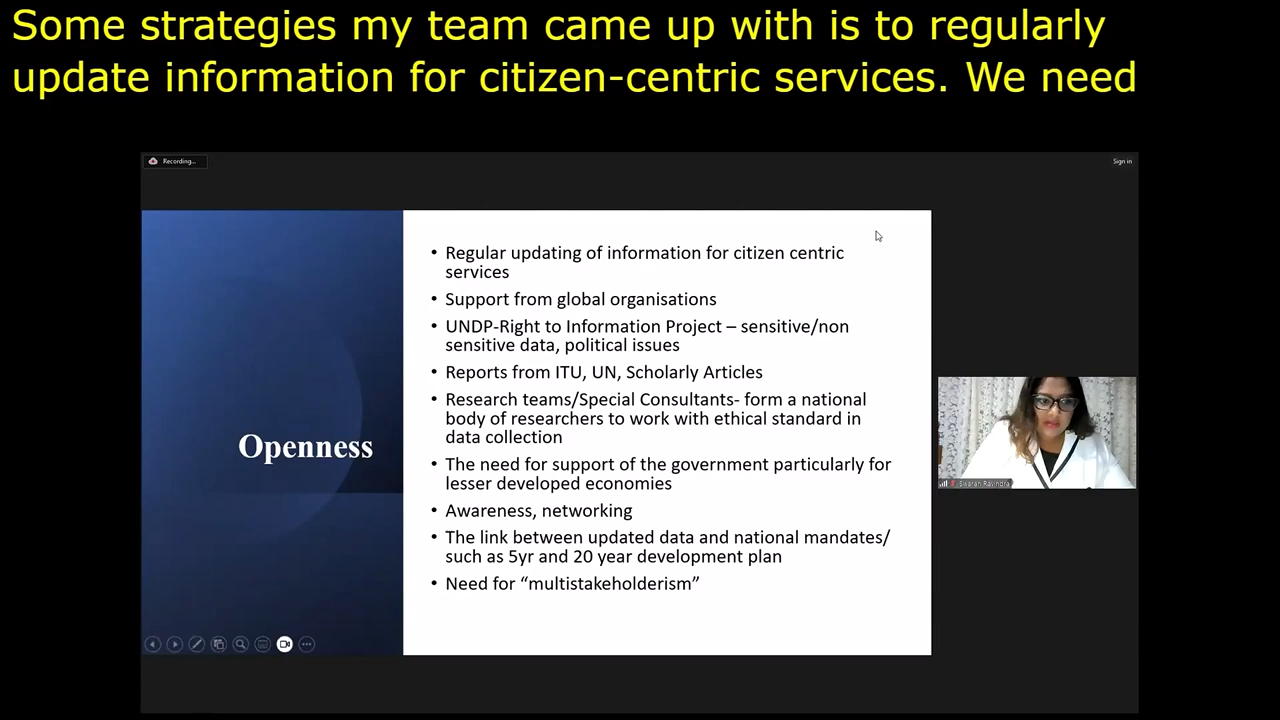 Some strategies my team came up with is to regularly
update information for citizen-centric services. We need
Recording...
Sign in
Openness
• Regular updating of information for citizen centric
services
• Support from global organisations
• UNDP-Right to Information Project – sensitive/non
sensitive data, political issues
• Reports from ITU, UN, Scholarly Articles
• Research teams/Special Consultants- form a national
body of researchers to work with ethical standard in
data collection
• The need for support of the government particularly for
lesser developed economies
• Awareness, networking
• The link between updated data and national mandates/
such as 5yr and 20 year development plan
• Need for “multistakeholderism”
Swaran Ravindra